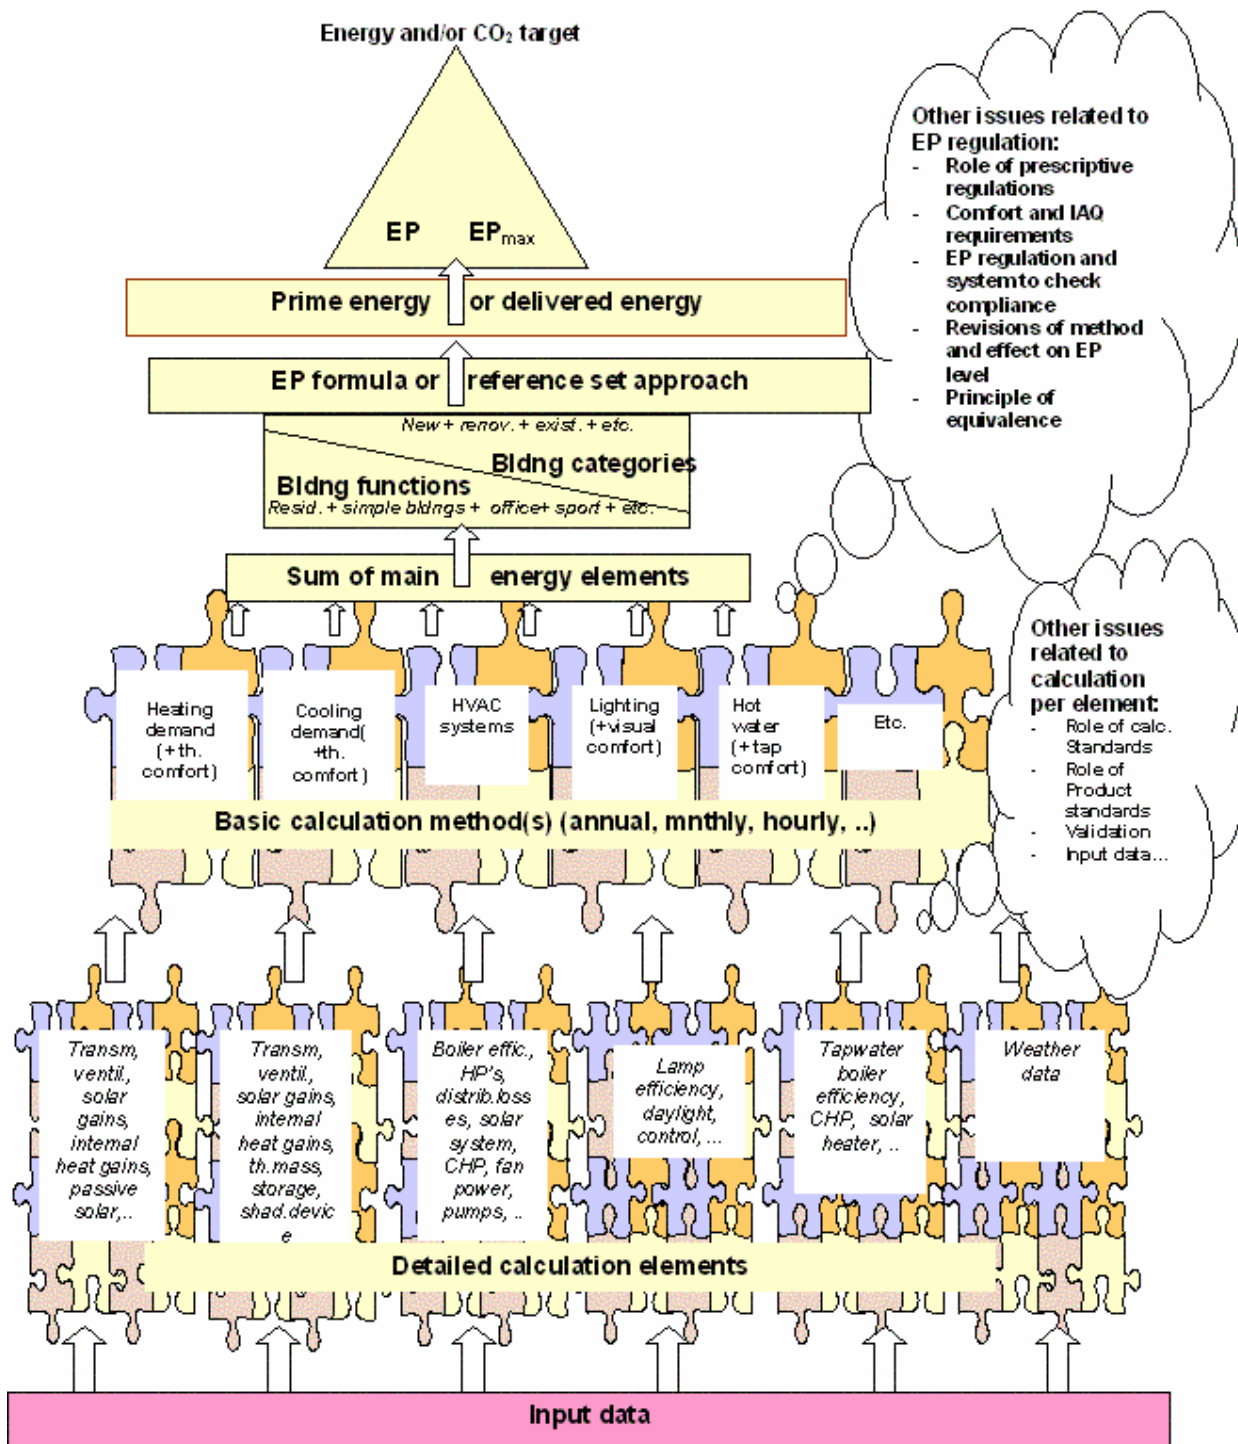 Energy and/or CO₂ target
EP EPmax
Prime energy or delivered energy
EP formula or reference set approach
New + renov. + exist. + etc.
Bldng categories
Bldng functions
Resid. + simple bldngs + office+ sport + etc.
Sum of main energy elements
Heating
demand
(+th.
comfort)
Cooling
demand(
+th.
comfort)
HVAC
systems
Lighting
(+visual
comfort)
Hot
water
(+tap
comfort)
Etc.
Basic calculation method(s) (annual, mnthly, hourly, ..)
Transm,
ventil.,
solar
gains,
internal
heat gains,
passive
solar,..
Transm,
ventil.,
solar gains,
internal
heat gains,
th.mass,
storage,
shad.devic
e
Boiler effic.,
HP's,
distrib.loss
es, solar
system,
CHP, fan
power,
pumps, ..
Lamp
efficiency,
daylight,
control, ...
Tapwater
boiler
efficiency,
CHP, solar
heater, ..
Weather
data
Detailed calculation elements
Input data
Other issues related to
EP regulation:
- Role of prescriptive
regulations
- Comfort and IAQ
requirements
- EP regulation and
system to check
compliance
- Revisions of method
and effect on EP
level
- Principle of
equivalence
Other issues
related to
calculation
per element:
- Role of calc.
Standards
- Role of
Product
standards
- Validation
- Input data...